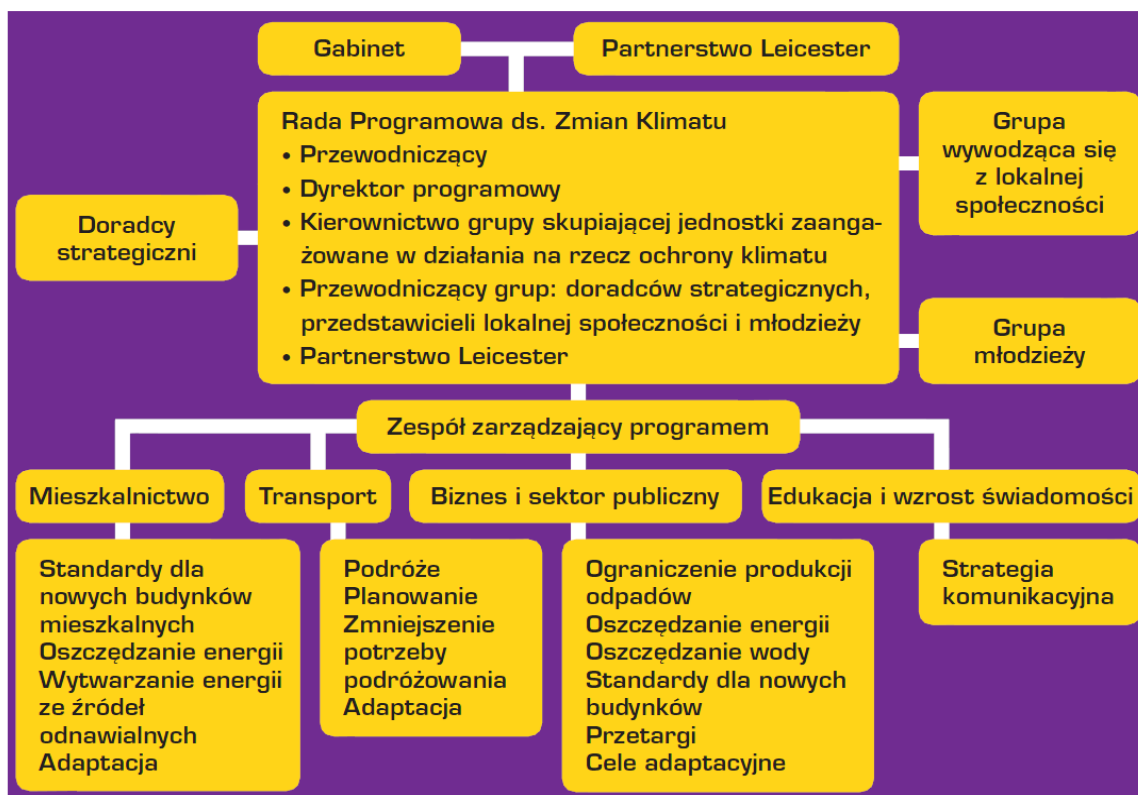 Gabinet
Partnerstwo Leicester
Rada Programowa ds. Zmian Klimatu
• Przewodniczący
• Dyrektor programowy
• Kierownictwo grupy skupiającej jednostki zaanga-
żowane w działania na rzecz ochrony klimatu
• Przewodniczący grup: doradców strategicznych,
przedstawicieli lokalnej społeczności i młodzieży
• Partnerstwo Leicester
Grupa
wywodząca się
z lokalnej
społeczności
Doradcy
strategiczni
Grupa
młodzieży
Zespół zarządzający programem
Mieszkalnictwo
Transport
Biznes i sektor publiczny
Edukacja i wzrost świadomości
Standardy dla
nowych budynków
mieszkalnych
Oszczędzanie energii
Wytwarzanie energii
ze źródeł
odnawialnych
Adaptacja
Podróże
Planowanie
Zmniejszenie
potrzeby
podróżowania
Adaptacja
Ograniczenie produkcji
odpadów
Oszczędzanie energii
Oszczędzanie wody
Standardy dla nowych
budynków
Przetargi
Cele adaptacyjne
Strategia
komunikacyjna